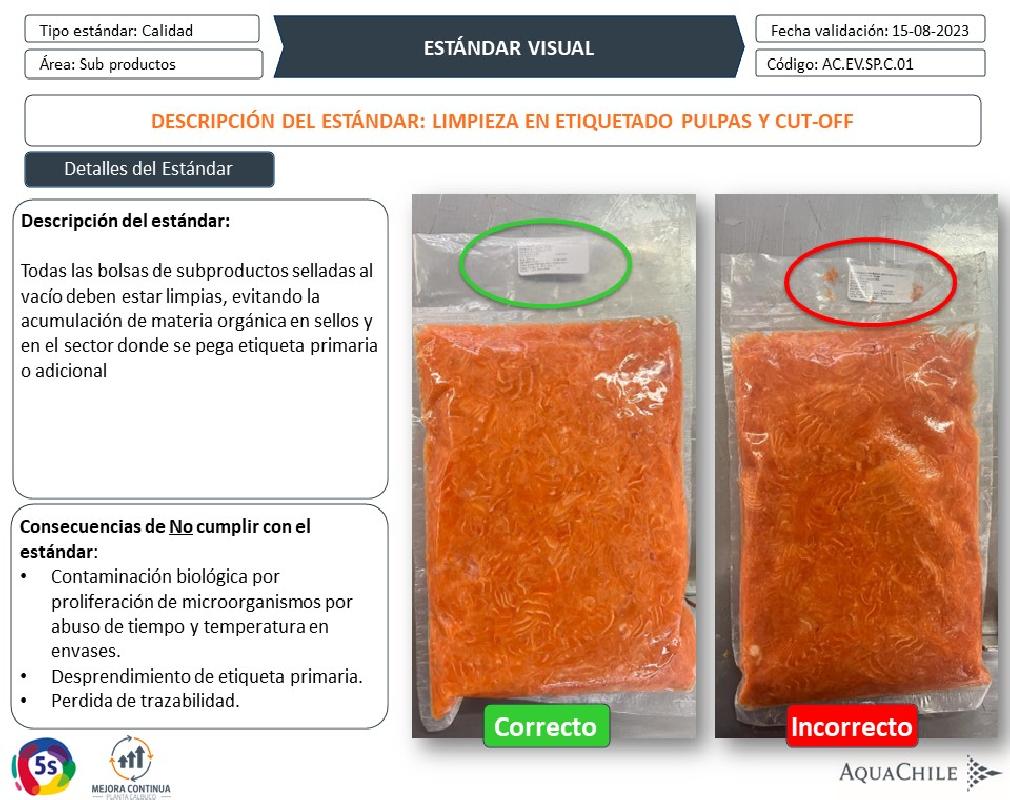 Tipo estándar: Calidad
ESTÁNDAR VISUAL
Fecha validación: 15-08-2023
Área: Sub productos
Código: AC.EV.SP.C.01
DESCRIPCIÓN DEL ESTÁNDAR: LIMPIEZA EN ETIQUETADO PULPAS Y CUT-OFF
Detalles del Estándar
Descripción del estándar:
Todas las bolsas de subproductos selladas al
vacío deben estar limpias, evitando la
acumulación de materia orgánica en sellos y
en el sector donde se pega etiqueta primaria
o adicional
Consecuencias de No cumplir con el
estándar:
• Contaminación biológica por
proliferación de microorganismos por
abuso de tiempo y temperatura en
envases.
• Desprendimiento de etiqueta primaria.
• Perdida de trazabilidad.
Correcto
Incorrecto
5s
MEJORA CONTINUA
PLANTA CALBUCO
AQUACHILE